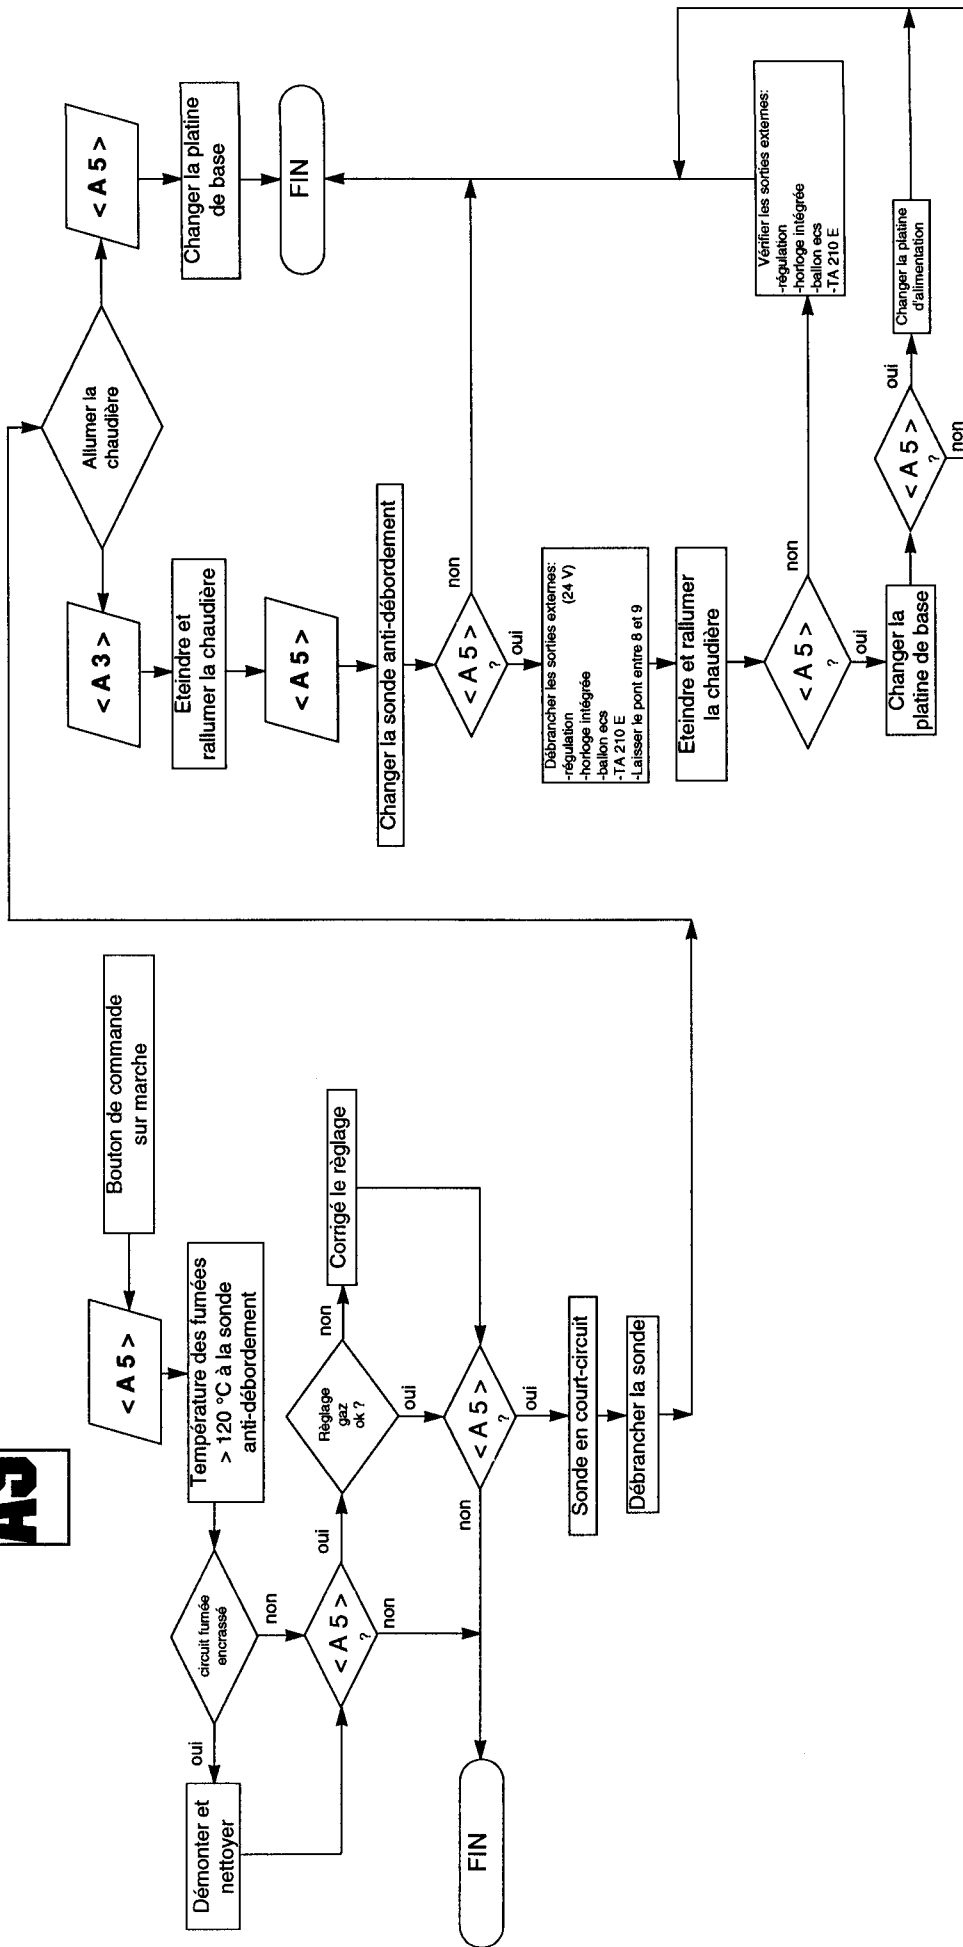 A5
Bouton de commande
sur marche
< A 5 >
Température des fumées
> 120 °C à la sonde
anti-débordement
circuit fumée
encrassé
oui
non
Démonter et
nettoyer
< A 5 >
?
oui
non
Règlage
gaz
ok ?
non
oui
Corrigé le règlage
< A 5 >
?
non
oui
FIN
Sonde en court-circuit
Débrancher la sonde
Allumer la
chaudière
< A 3 >
< A 5 >
Changer la platine
de base
FIN
Eteindre et
rallumer la chaudière
< A 5 >
Changer la sonde anti-débordement
< A 5 >
?
non
oui
Débrancher les sorties externes:
(24 V)
-régulation
-horloge intégrée
-ballon ecs
-TA 210 E
-Laisser le pont entre 8 et 9
Eteindre et rallumer
la chaudière
< A 5 >
?
non
oui
Vérifier les sorties externes:
-régulation
-horloge intégrée
-ballon ecs
-TA 210 E
Changer la
platine de base
< A 5 >
?
oui
non
Changer la platine
d'alimentation